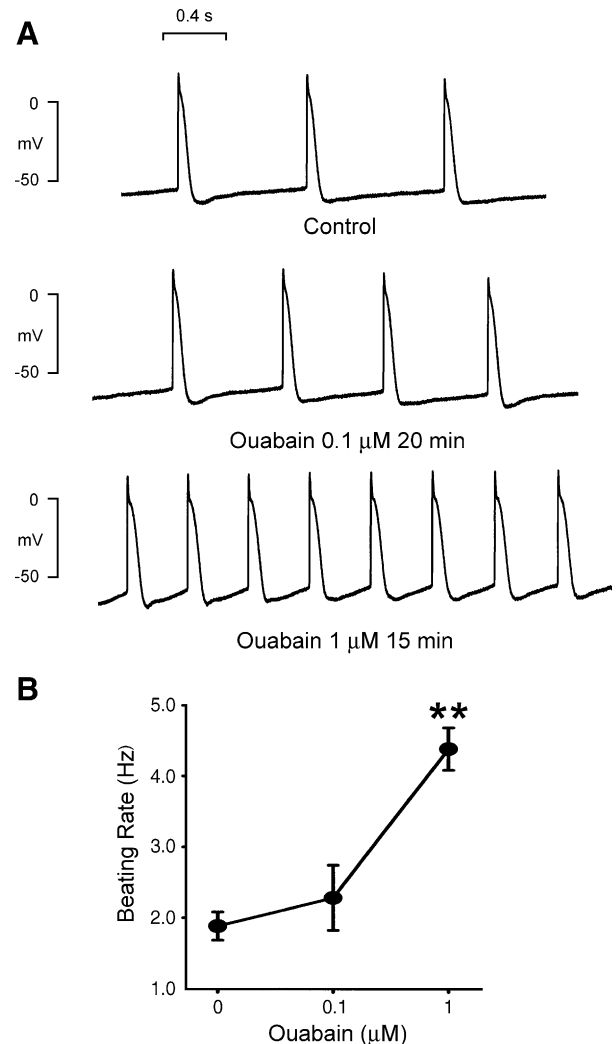 A
0.4 s
0
mV
-50
Control
0
mV
-50
Ouabain 0.1 μM 20 min
0
mV
-50
Ouabain 1 μM 15 min
B
5.0
**
4.0
3.0
2.0
1.0
Beating Rate (Hz)
0 0.1 1
Ouabain (μM)